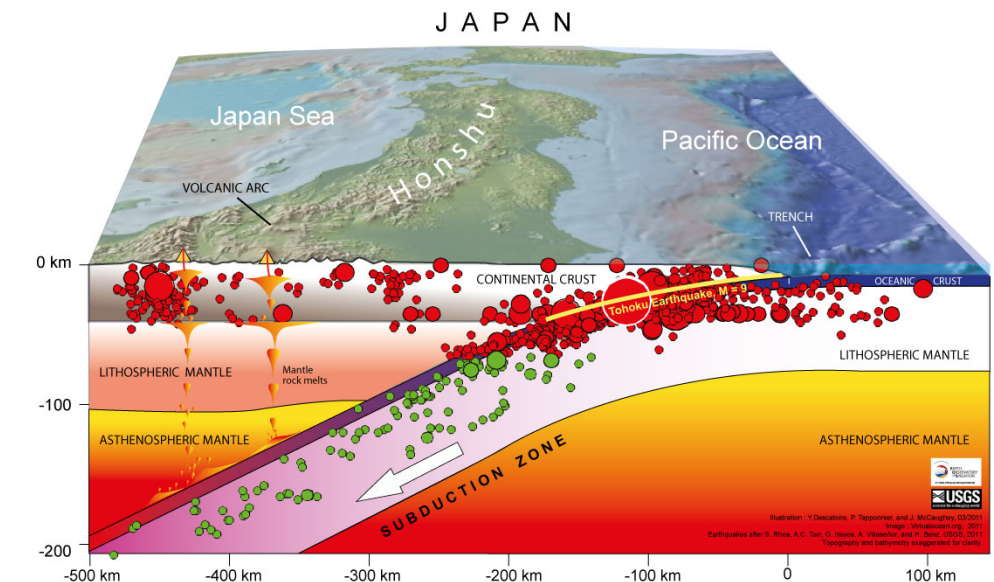 JAPAN
Japan Sea
Honshu
Pacific Ocean
VOLCANIC ARC
TRENCH
0 km
CONTINENTAL CRUST
OCEANIC CRUST
Tohoku Earthquake, M = 9
LITHOSPHERIC MANTLE
Mantle
rock melts
LITHOSPHERIC MANTLE
-100
ASTHENOSPHERIC MANTLE
ASTHENOSPHERIC MANTLE
SUBDUCTION ZONE
USGS
Illustration : Y.Descatoire, P. Tapponnier, and J. McCaughey, 03/2011
Image : Virtualocean.org, 2011
Earthquakes after S. Rhea, A.C. Tarr, G. Hayes, A. Villaseñor, and H. Benz, USGS, 2011
Topography and bathymetry exaggerated for clarity.
-200
-500 km
-400 km
-300 km
-200 km
-100 km
0
100 km